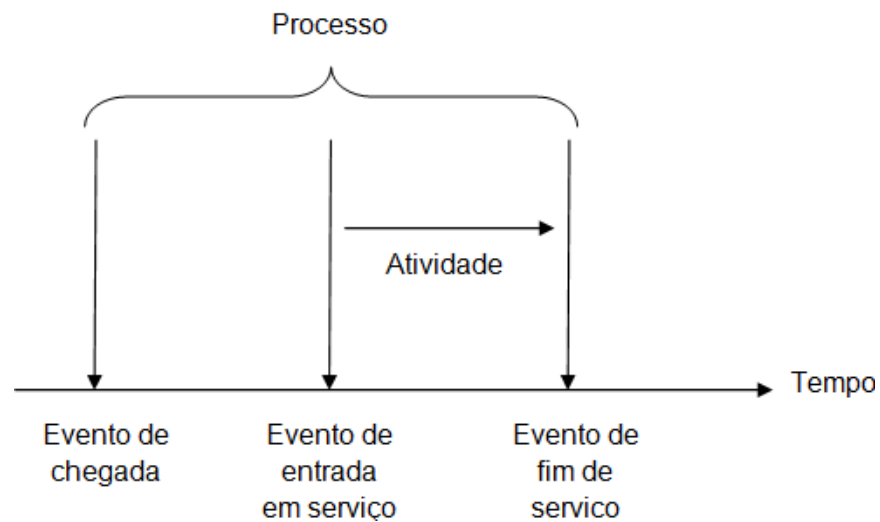 Processo
Atividade
Tempo
Evento de
chegada
Evento de
entrada
em serviço
Evento de
fim de
servico